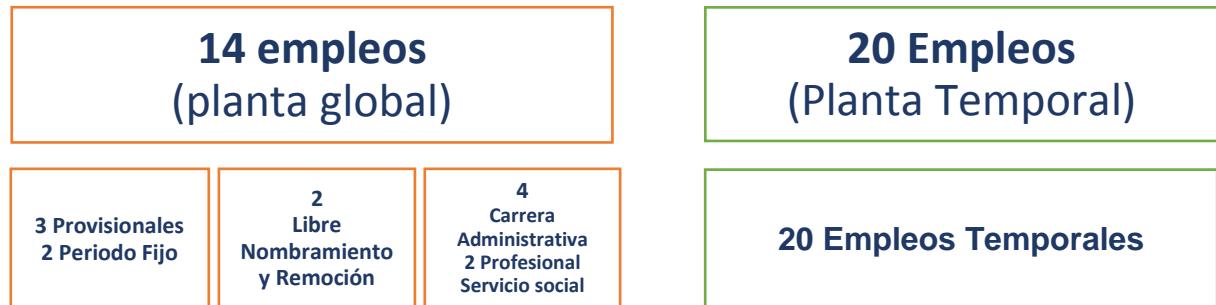 14 empleos
(planta global)
20 Empleos
(Planta Temporal)
3 Provisionales
2 Periodo Fijo
2
Libre
Nombramiento
y Remoción
4
Carrera
Administrativa
2 Profesional
Servicio social
20 Empleos Temporales